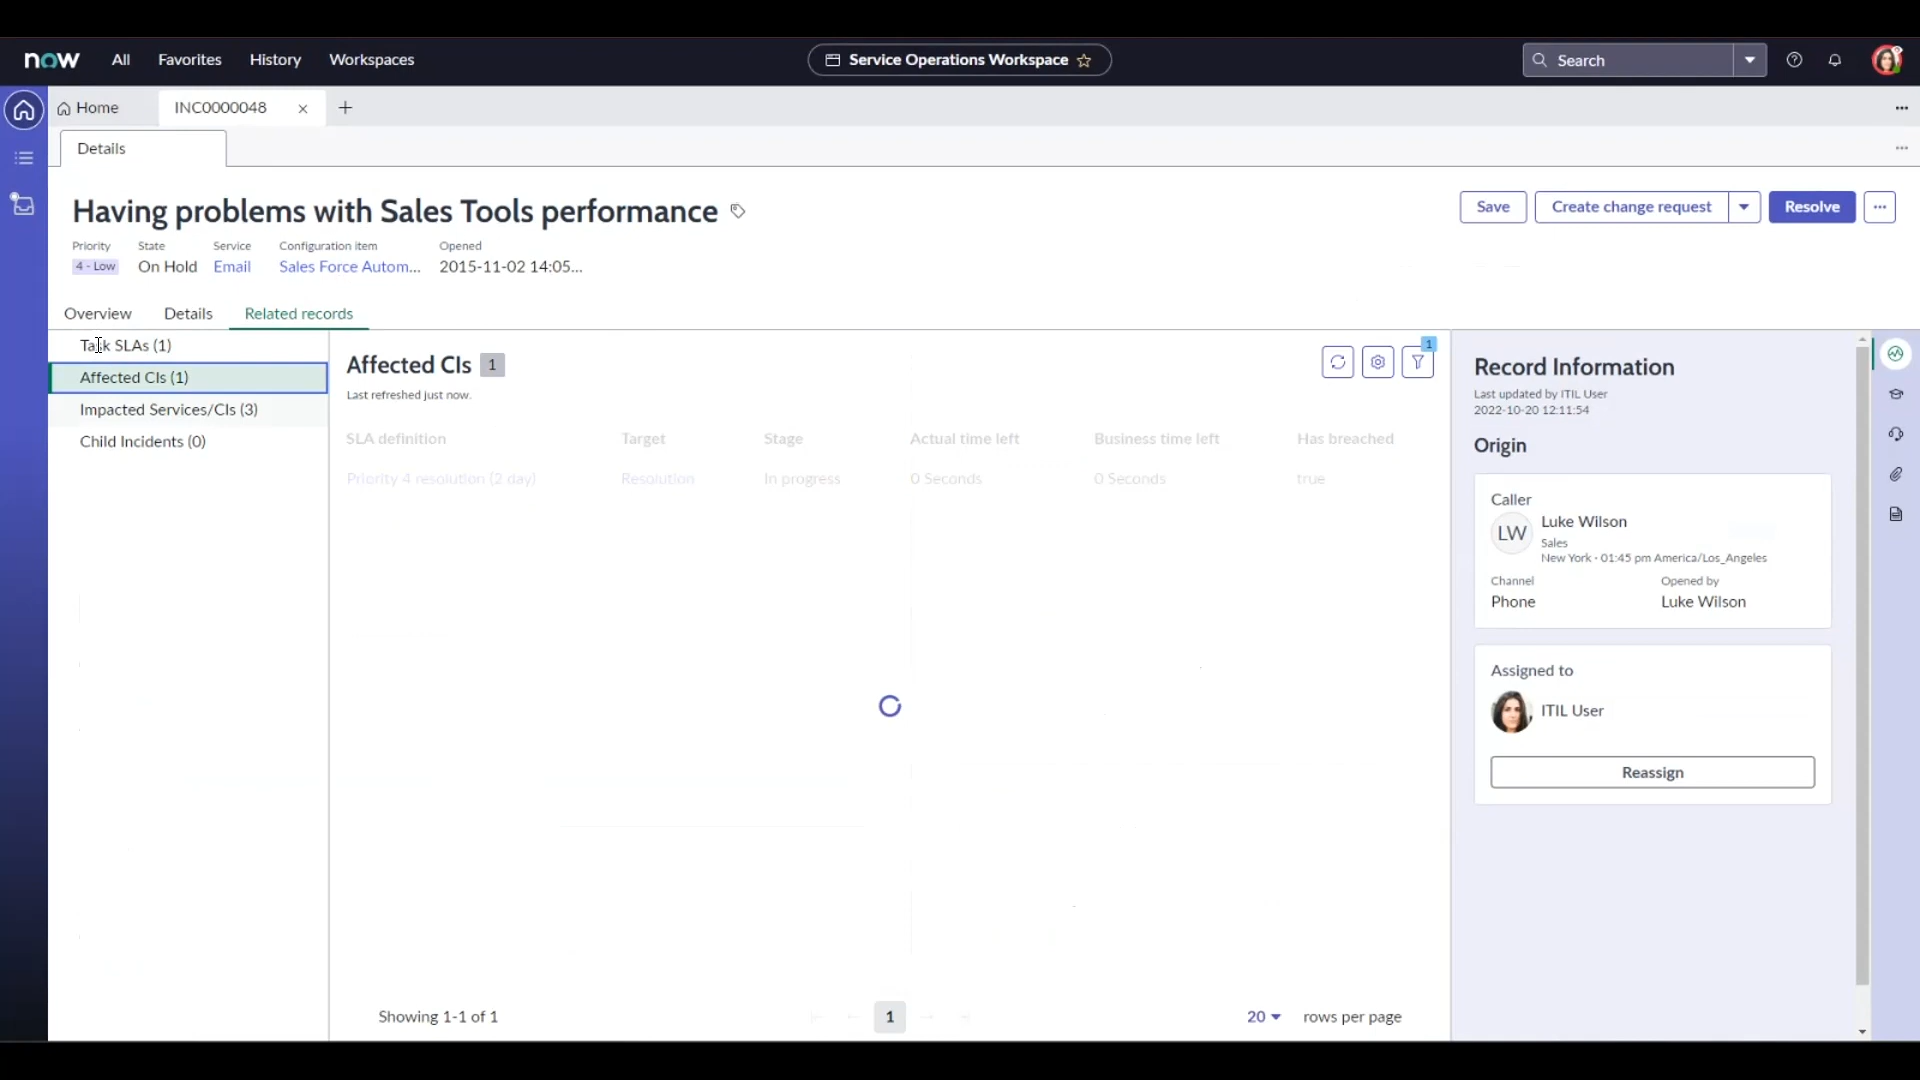 now All Favorites History Workspaces Service Operations Workspace Search
Home INC0000048
Details
Having problems with Sales Tools performance
Save Create change request Resolve
Priority State Service Configuration item Opened
4 - Low On Hold Email Sales Force Autom... 2015-11-02 14:05...
Overview Details Related records
Task SLAs (1)
Affected CIs (1)
Impacted Services/CIs (3)
Child Incidents (0)
Affected CIs 1
1
Last refreshed just now.
SLA definition Target Stage Actual time left Business time left Has breached
Priority 4 resolution (2 day) Resolution In progress 0 Seconds 0 Seconds true
Showing 1-1 of 1 1 20 rows per page
Record Information
Last updated by ITIL User
2022-10-20 12:11:54
Origin
Caller
LW
Luke Wilson
Sales
New York • 01:45 pm America/Los_Angeles
Channel Opened by
Phone Luke Wilson
Assigned to
ITIL User
Reassign